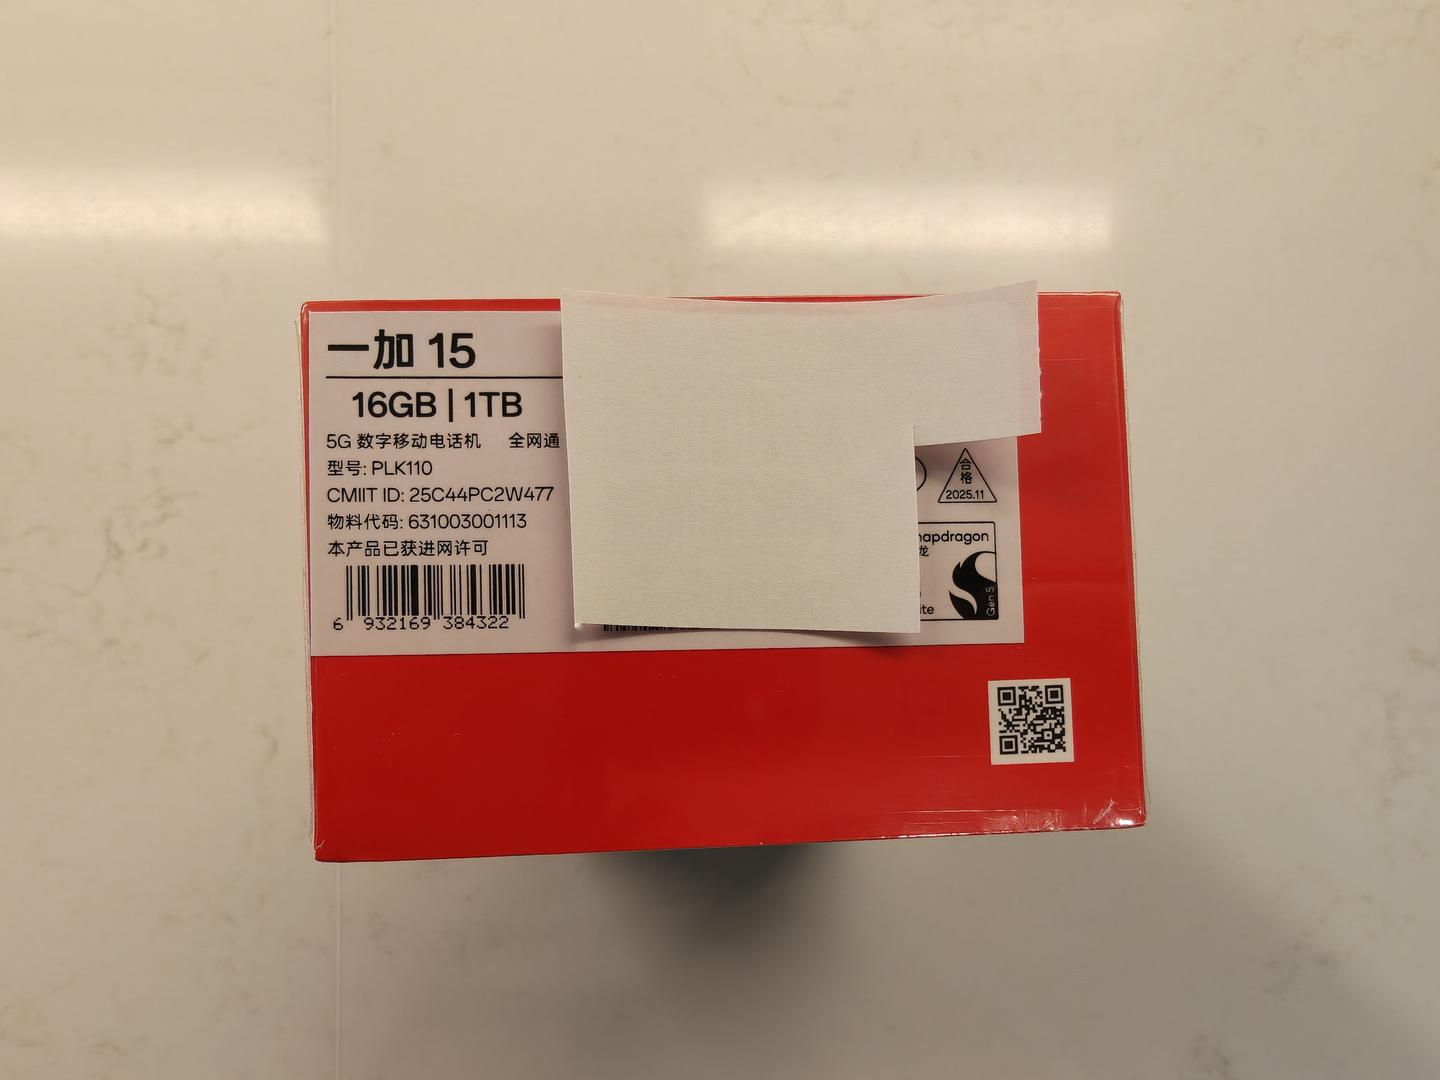 一加 15
16GB | 1TB
5G 数字移动电话机 全网通
型号: PLK110
CMIIT ID: 25C44PC2W477
物料代码: 631003001113
本产品已获进网许可
6 932169 384322
合格
2025.11
napdragon
龙
ite
Gen 5